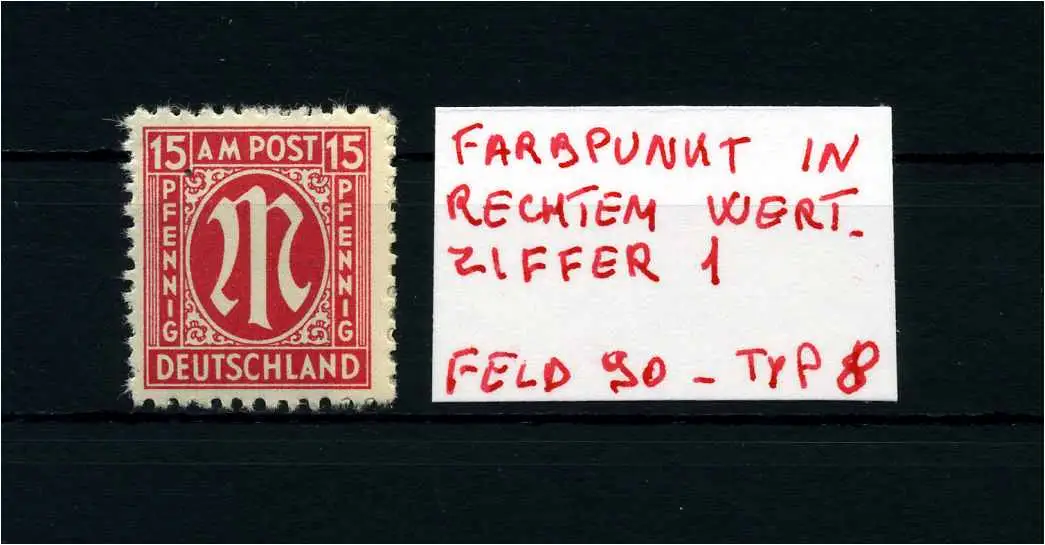 15 AM POST 15
PFENNIG
PFENNIG
DEUTSCHLAND
FARBPUNKT IN
RECHTEM WERT-
ZIFFER 1
FELD 90 - TYP 8